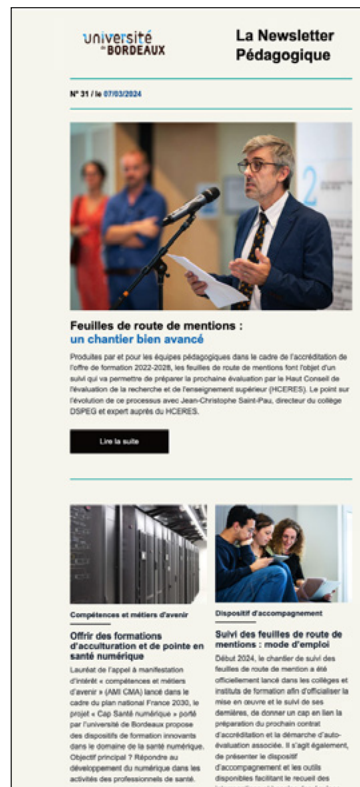 université
de BORDEAUX
La Newsletter
Pédagogique
N° 31 / le 07/03/2024
2
Feuilles de route de mentions :
un chantier bien avancé
Produites par et pour les équipes pédagogiques dans le cadre de l'accréditation de
l'offre de formation 2022-2028, les feuilles de route de mentions font l'objet d'un
suivi qui va permettre de préparer la prochaine évaluation par le Haut Conseil de
l'évaluation de la recherche et de l'enseignement supérieur (HCERES). Le point sur
l'évolution de ce processus avec Jean-Christophe Saint-Pau, directeur du collège
DSPEG et expert auprès du HCERES.
Lire la suite
Compétences et métiers d'avenir
Offrir des formations
d'acculturation et de pointe en
santé numérique
Lauréat de l'appel à manifestation
d'intérêt « compétences et métiers
d'avenir » (AMI CMA) lancé dans le
cadre du plan national France 2030, le
projet « Cap Santé numérique » porté
par l'université de Bordeaux propose
des dispositifs de formation innovants
dans le domaine de la santé numérique.
Objectif principal ? Répondre au
développement du numérique dans les
activités des professionnels de santé.
Dispositif d'accompagnement
Suivi des feuilles de route de
mentions : mode d'emploi
Début 2024, le chantier de suivi des
feuilles de route de mention a été
officiellement lancé dans les collèges et
instituts de formation afin d'officialiser la
mise en œuvre et le suivi de ses
dernières, de donner un cap en lien la
préparation du prochain contrat
d'accréditation et la démarche d'auto-
évaluation associée. Il s'agit également,
de présenter le dispositif
d'accompagnement et les outils
disponibles facilitant le recueil des